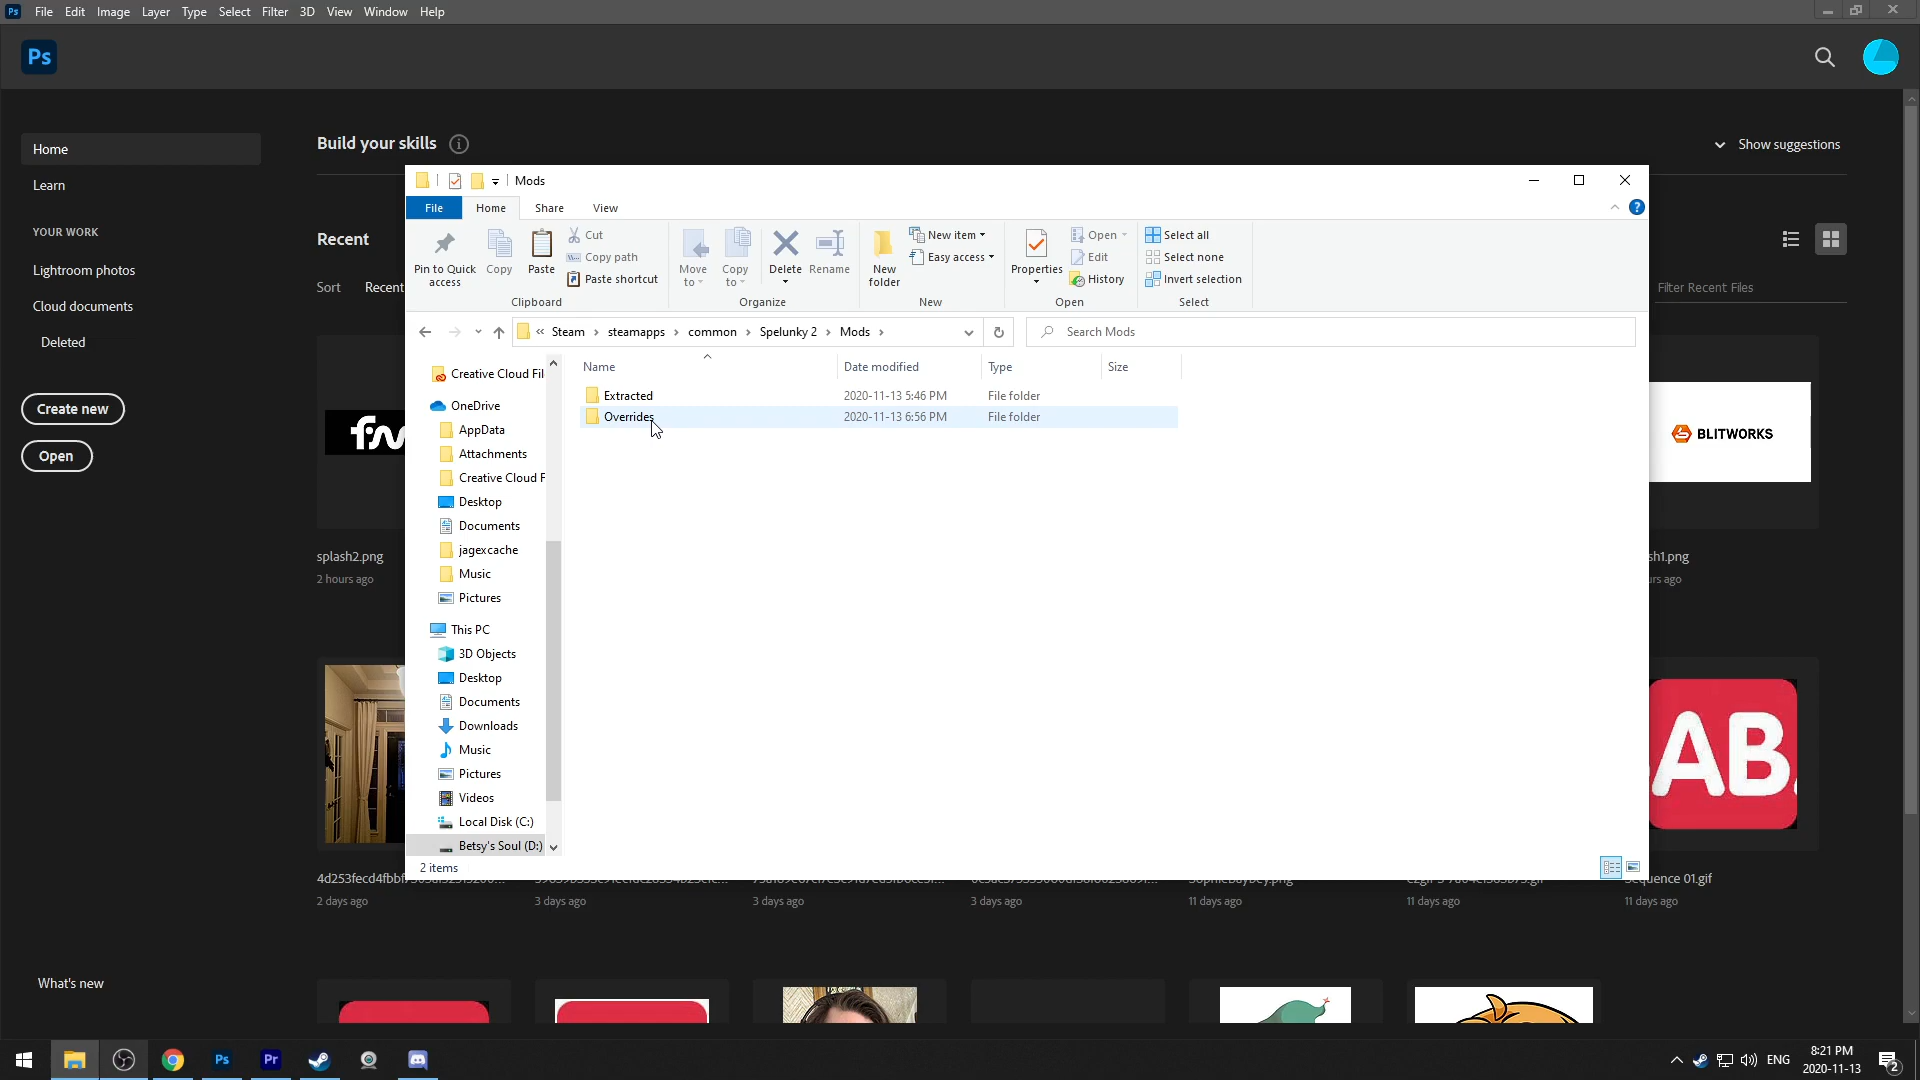 Ps File Edit Image Layer Type Select Filter 3D View Window Help
Ps
Build your skills
Show suggestions
Home
Learn
YOUR WORK
Lightroom photos
Cloud documents
Deleted
Create new
Open
What's new
Recent
Sort Recent
Filter Recent Files
Mods
File Home Share View
Pin to Quick access
Copy
Paste
Cut
Copy path
Paste shortcut
Clipboard
Move to
Copy to
Delete
Rename
Organize
New folder
New item
Easy access
New
Properties
Open
Edit
History
Open
Select all
Select none
Invert selection
Select
« Steam › steamapps › common › Spelunky 2 › Mods ›
Search Mods
Name Date modified Type Size
Extracted 2020-11-13 5:46 PM File folder
Overrides 2020-11-13 6:56 PM File folder
Creative Cloud Fil
OneDrive
AppData
Attachments
Creative Cloud F
Desktop
Documents
jagexcache
Music
Pictures
This PC
3D Objects
Desktop
Documents
Downloads
Music
Pictures
Videos
Local Disk (C:)
Betsy's Soul (D:)
2 items
BLITWORKS
splash2.png
2 hours ago
sh1.png
rs ago
AB
2 days ago
3 days ago
3 days ago
3 days ago
11 days ago
11 days ago
equence 01.gif
11 days ago
Ps
Pr
ENG
8:21 PM
2020-11-13
2